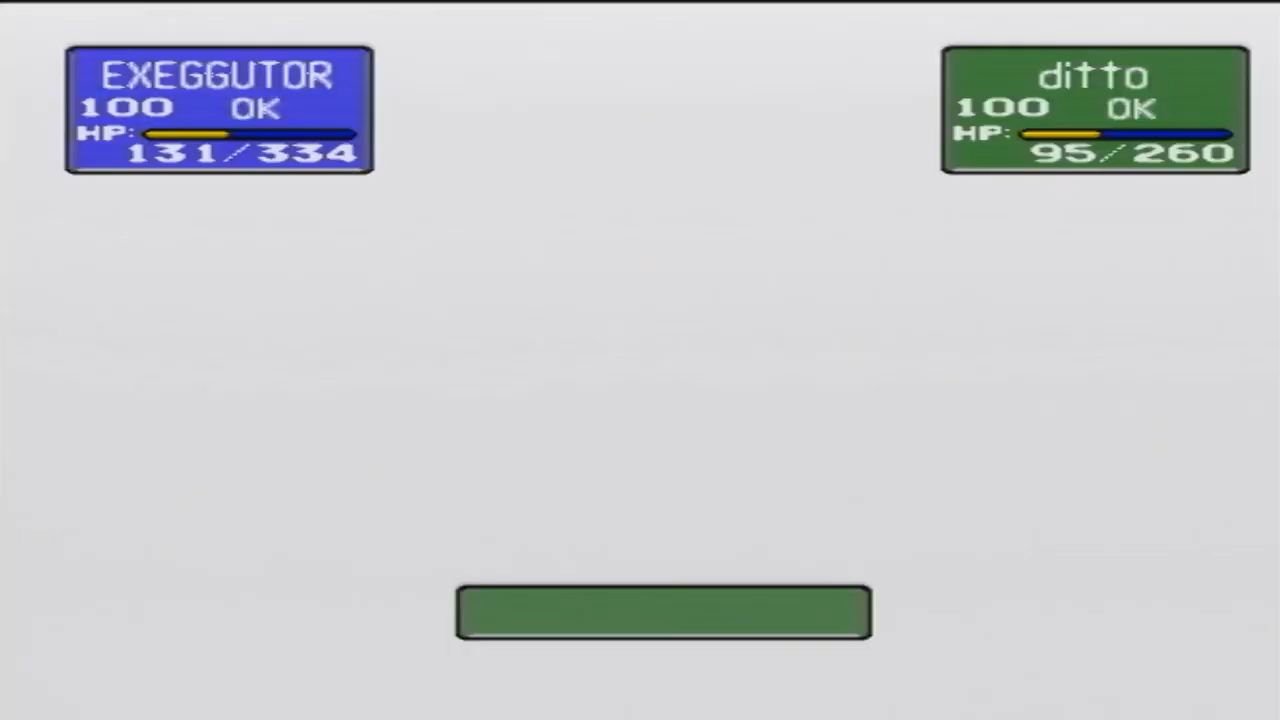 EXEGGUTOR
100 OK
HP:
131/334
ditto
100 OK
HP:
95/260